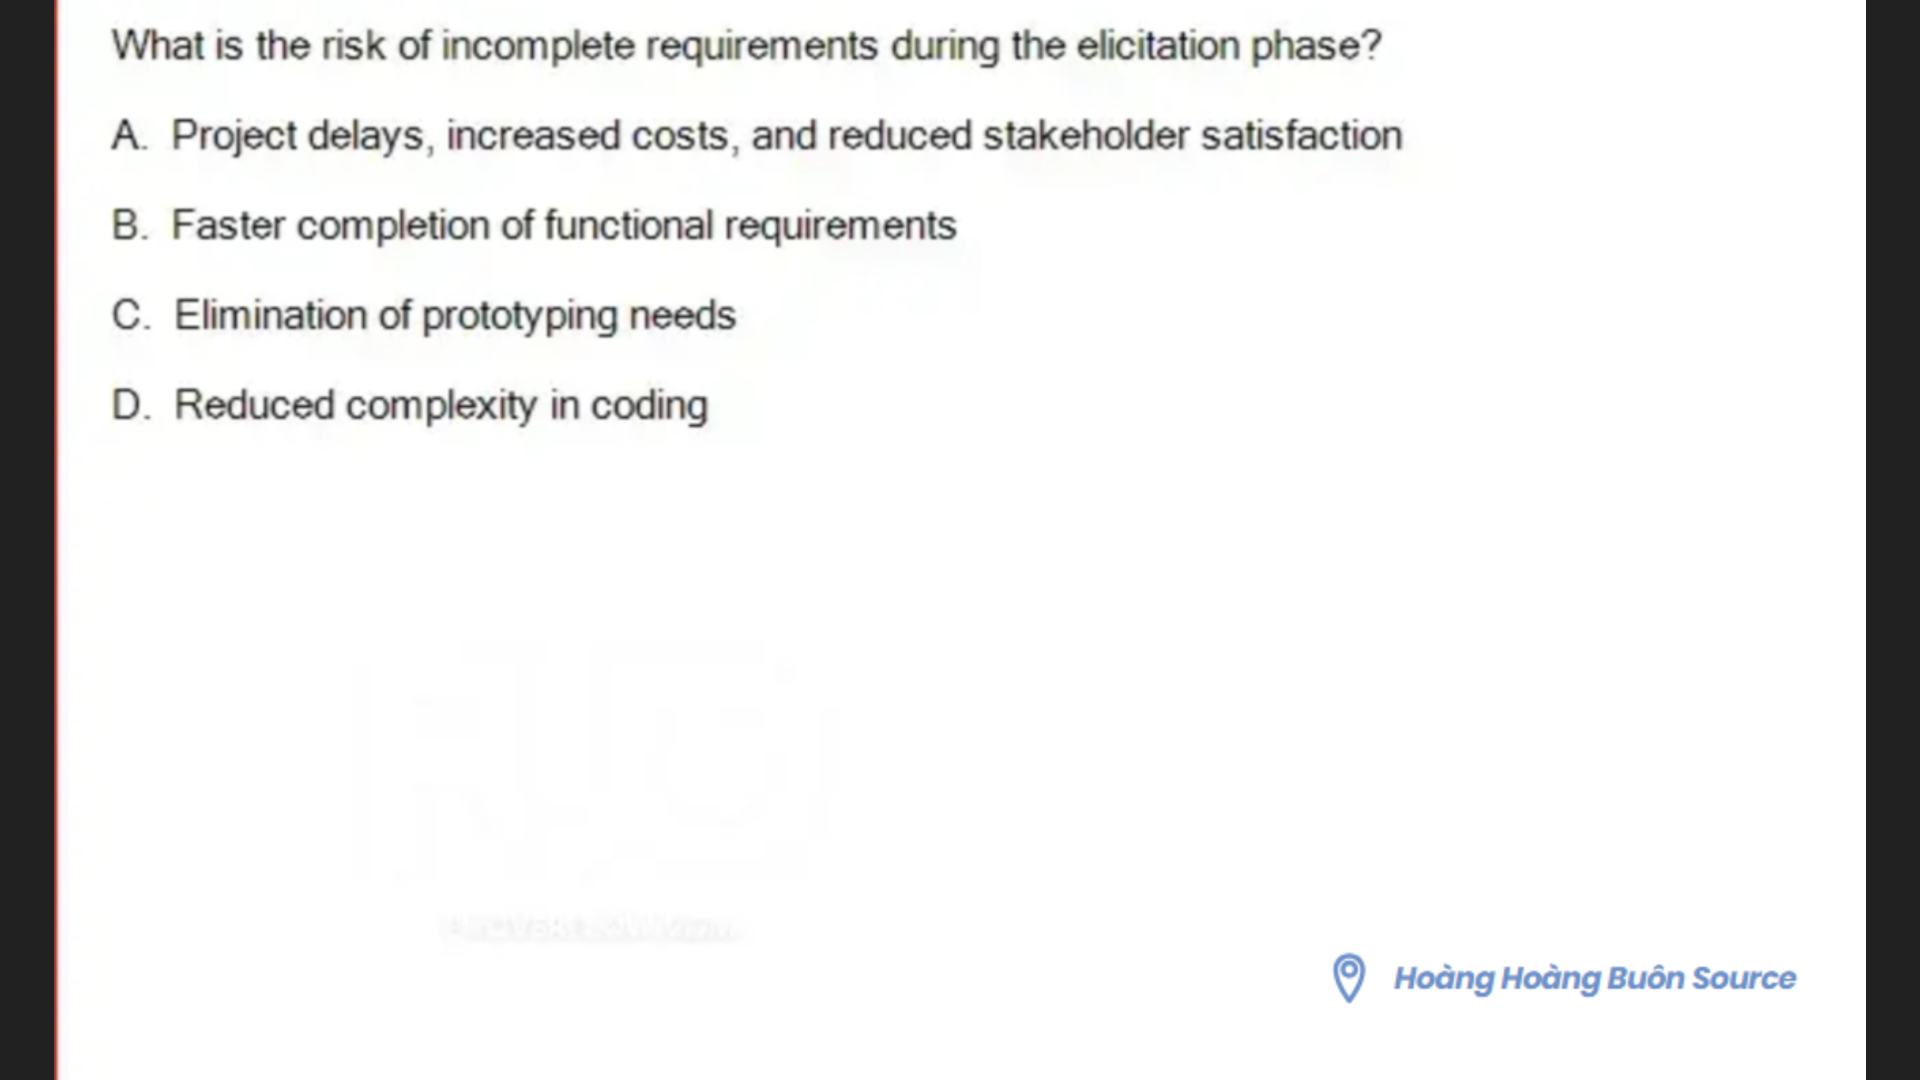 What is the risk of incomplete requirements during the elicitation phase?
A. Project delays, increased costs, and reduced stakeholder satisfaction
B. Faster completion of functional requirements
C. Elimination of prototyping needs
D. Reduced complexity in coding
Hoàng Hoàng Buôn Source